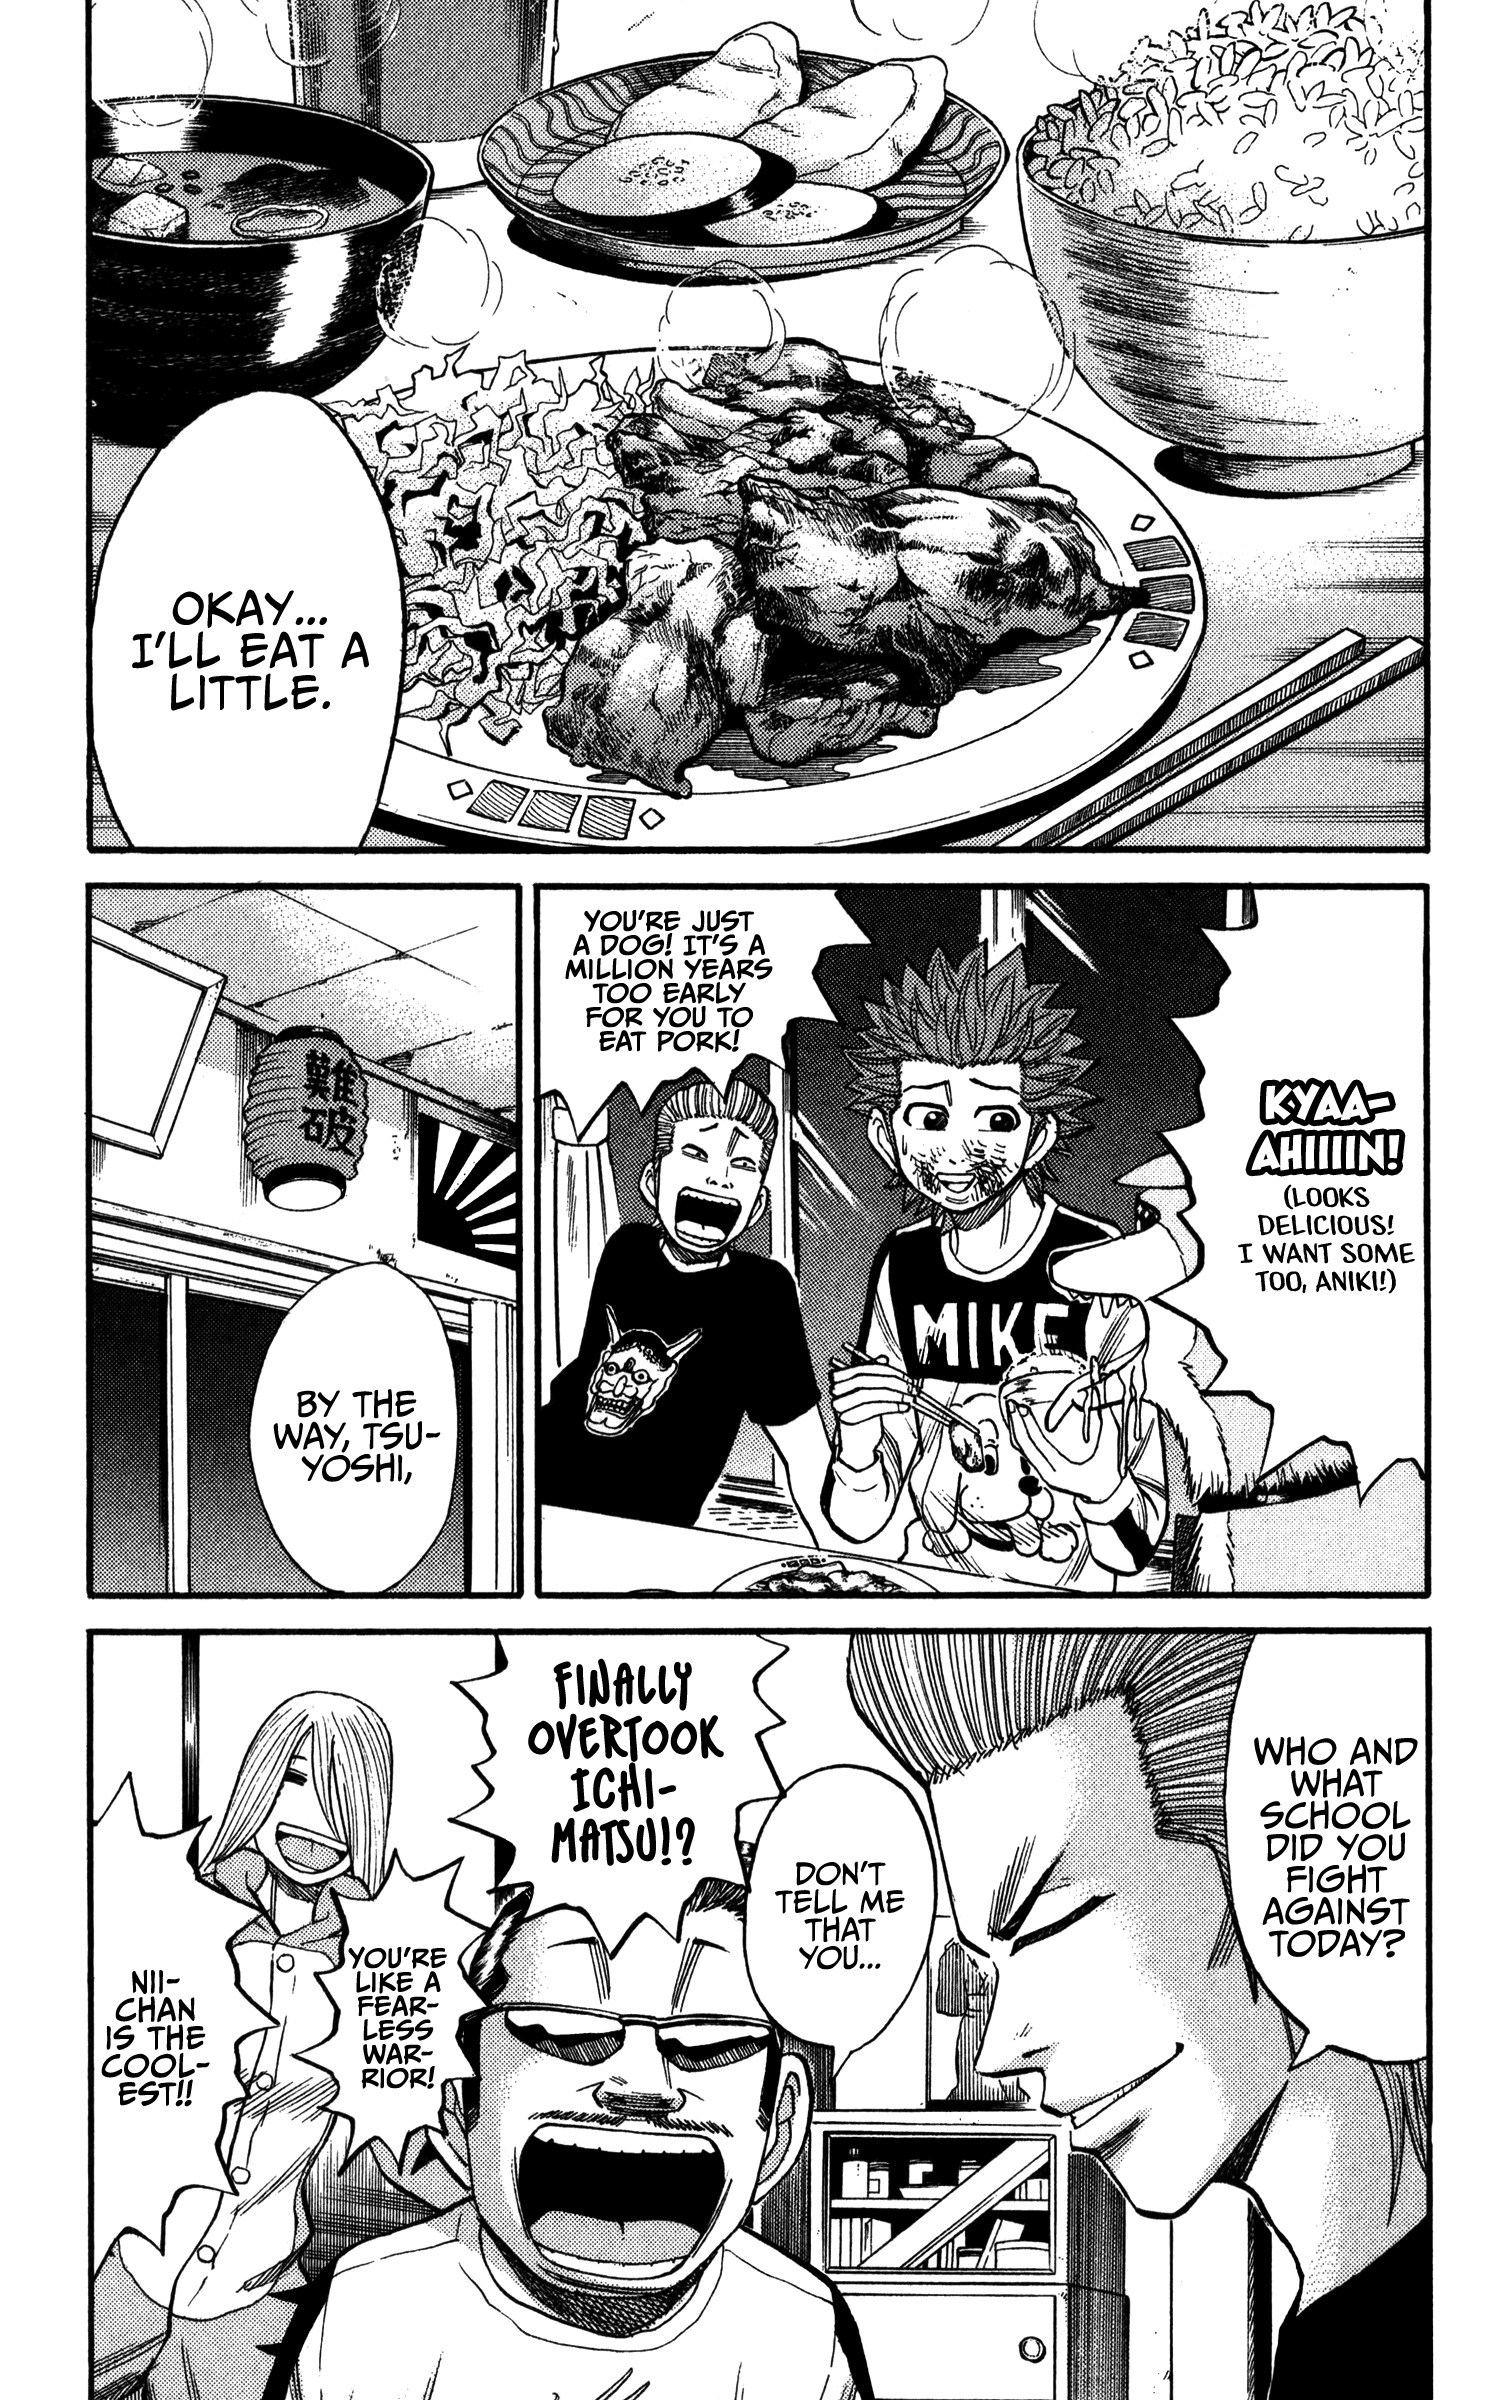 OKAY...
I'LL EAT A
LITTLE.
KYAA-
AHIIIIN!
(LOOKS
DELICIOUS!
I WANT SOME
TOO, ANIKI!)
YOU'RE JUST
A DOG! IT'S A
MILLION YEARS
TOO EARLY
FOR YOU TO
EAT PORK!
MIKE
難
破
BY THE
WAY, TSU-
YOSHI,
WHO AND
WHAT
SCHOOL
DID YOU
FIGHT
AGAINST
TODAY?
DON'T
TELL ME
THAT
YOU...
FINALLY
OVERTOOK
ICHI-
MATSU!?
YOU'RE
LIKE A
FEAR-
LESS
WAR-
RIOR!
NII-
CHAN
IS THE
COOL-
EST!!